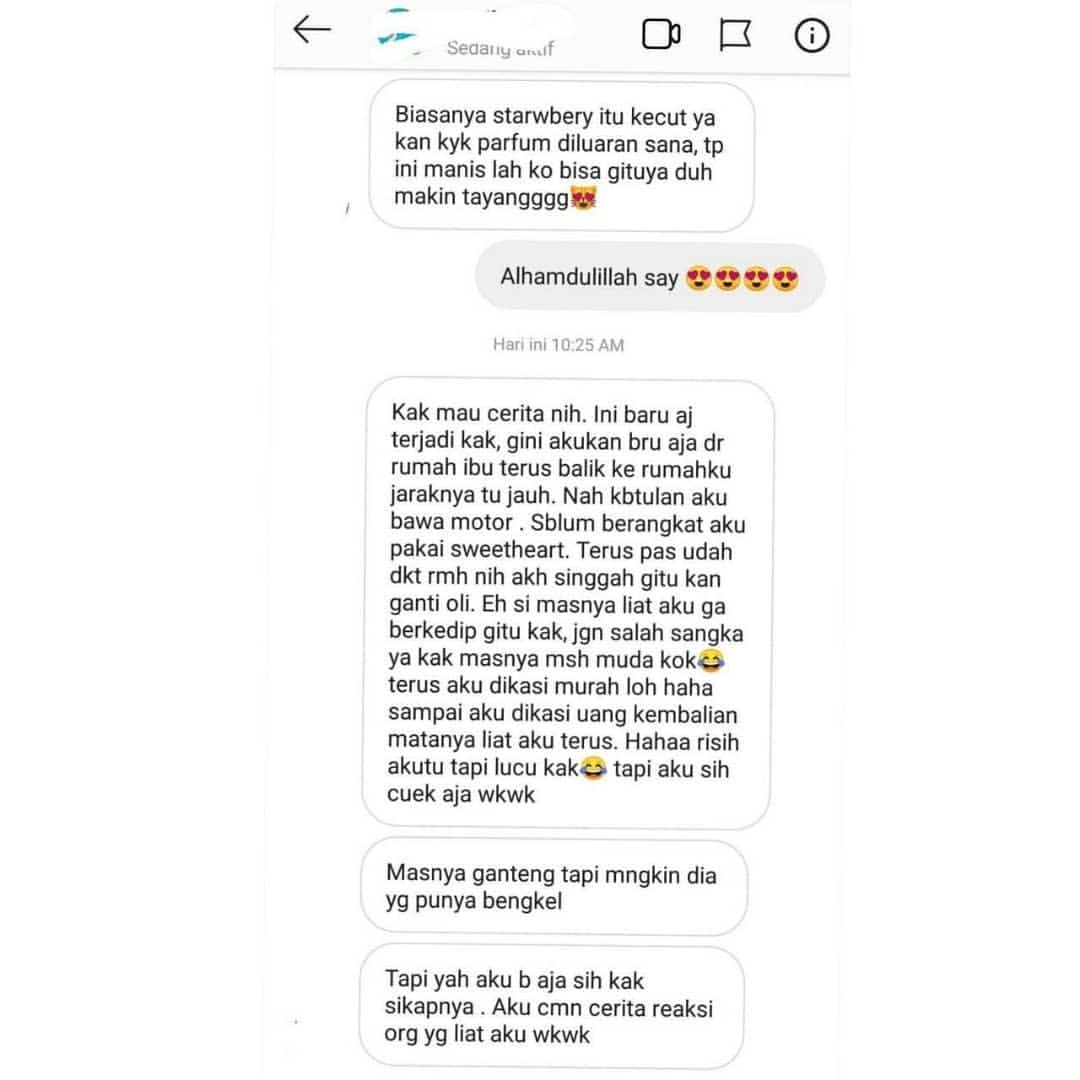 Sedang aktif
Biasanya starwbery itu kecut ya
kan kyk parfum diluaran sana, tp
ini manis lah ko bisa gituya duh
makin tayangggg😻
Alhamdulillah say 😍😍😍😍
Hari ini 10:25 AM
Kak mau cerita nih. Ini baru aj
terjadi kak, gini akukan bru aja dr
rumah ibu terus balik ke rumahku
jaraknya tu jauh. Nah kbtulan aku
bawa motor . Sblum berangkat aku
pakai sweetheart. Terus pas udah
dkt rmh nih akh singgah gitu kan
ganti oli. Eh si masnya liat aku ga
berkedip gitu kak, jgn salah sangka
ya kak masnya msh muda kok😂
terus aku dikasi murah loh haha
sampai aku dikasi uang kembalian
matanya liat aku terus. Hahaa risih
akutu tapi lucu kak😂 tapi aku sih
cuek aja wkwk
Masnya ganteng tapi mngkin dia
yg punya bengkel
Tapi yah aku b aja sih kak
sikapnya . Aku cmn cerita reaksi
org yg liat aku wkwk